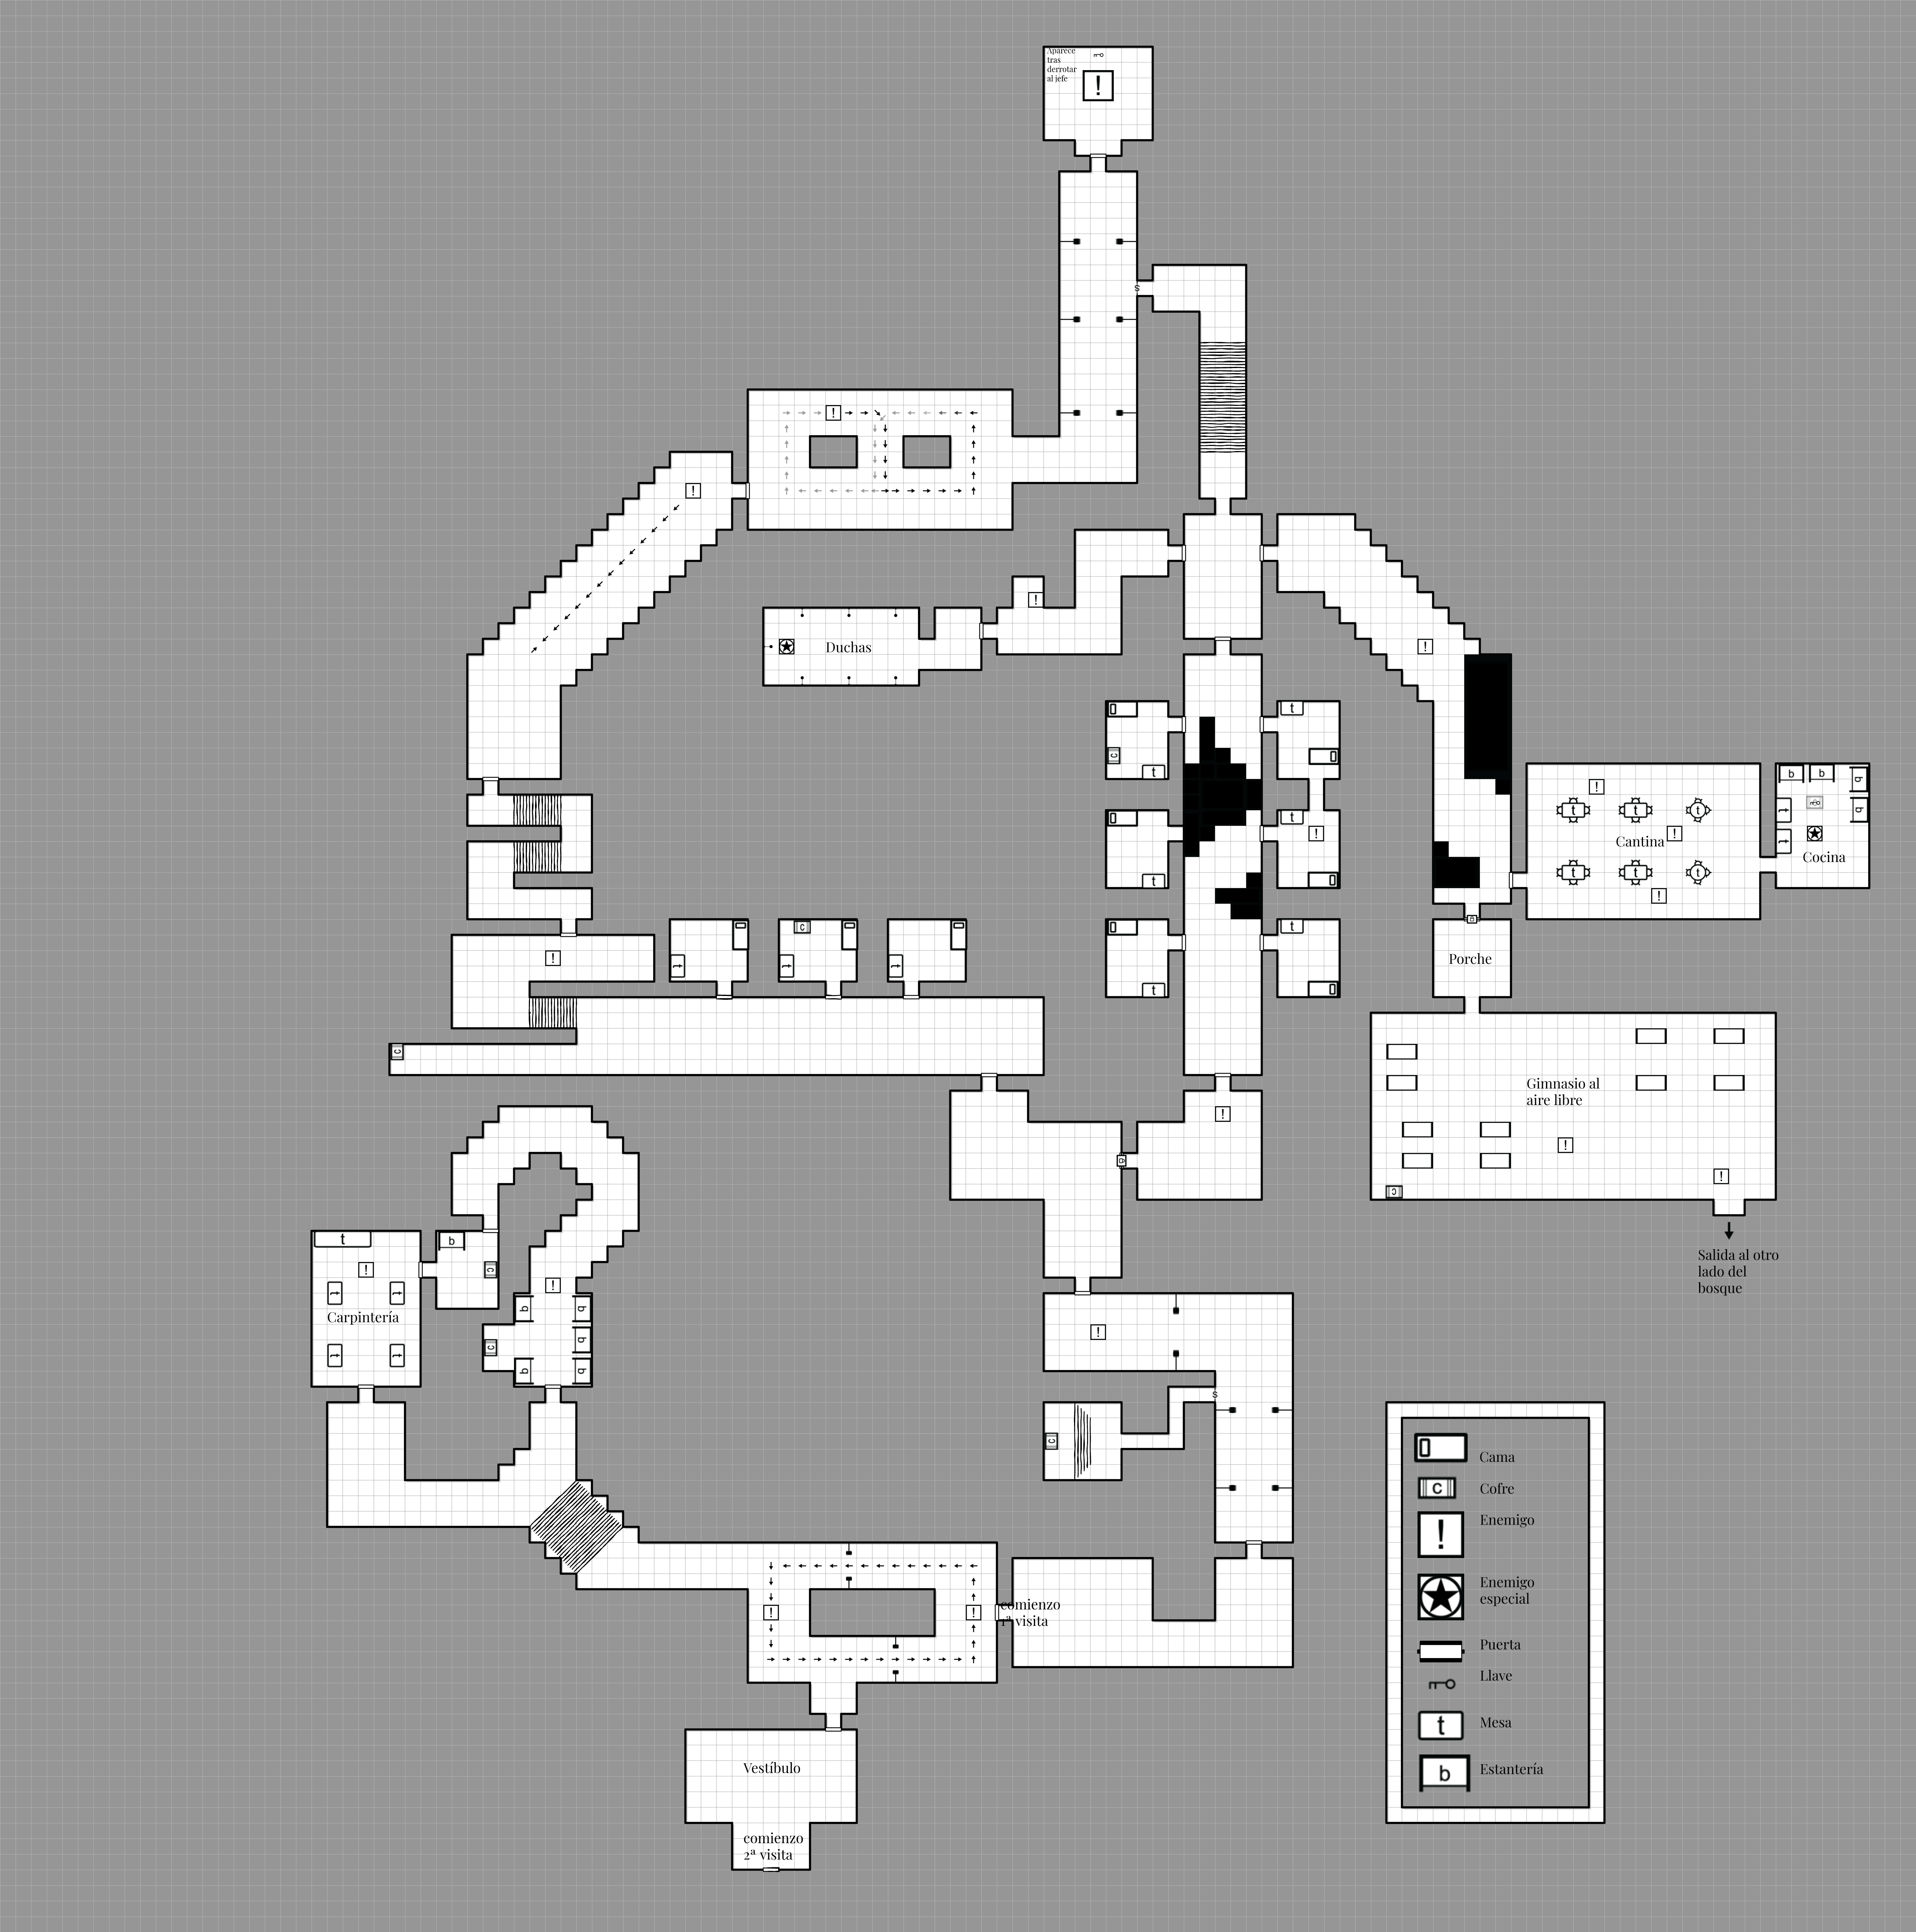 Aparece
tras
derrotar
al jefe
!
S
!
!
!
Duchas
!
!
t
C
t
t
t
!
t
t
t
b
b
b
b
!
t
t
t
t
t
Cantina
!
Cocina
t
t
t
!
!
C
t
t
t
t
t
Porche
C
Gimnasio al
aire libre
!
!
!
C
Salida al otro
lado del
bosque
t
!
t
t
Carpintería
t
t
b
C
!
b
b
C
b
b
b
!
S
C
!
!
comienzo
1ª visita
Vestíbulo
comienzo
2ª visita
Cama
C
Cofre
!
Enemigo
Enemigo
especial
Puerta
Llave
t
Mesa
b
Estantería